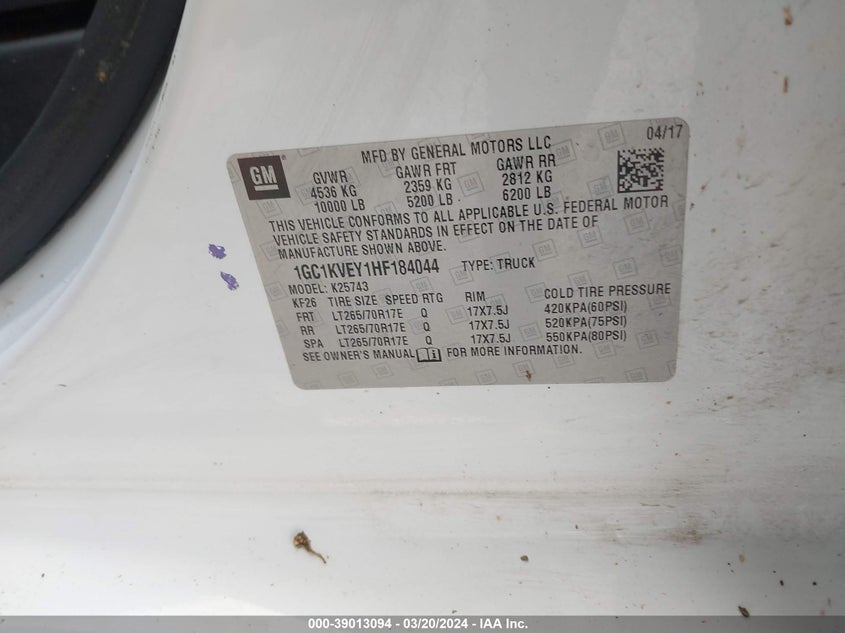 04/17
MFD BY GENERAL MOTORS LLC
GM
GVWR GAWR FRT GAWR RR
4536 KG 2359 KG 2812 KG
10000 LB 5200 LB 6200 LB
THIS VEHICLE CONFORMS TO ALL APPLICABLE U.S. FEDERAL MOTOR
VEHICLE SAFETY STANDARDS IN EFFECT ON THE DATE OF
MANUFACTURE SHOWN ABOVE.
1GC1KVEY1HF184044 TYPE: TRUCK
MODEL: K25743
KF26 TIRE SIZE SPEED RTG RIM COLD TIRE PRESSURE
FRT LT265/70R17E Q 17X7.5J 420KPA(60PSI)
RR LT265/70R17E Q 17X7.5J 520KPA(75PSI)
SPA LT265/70R17E Q 17X7.5J 550KPA(80PSI)
SEE OWNER'S MANUAL FOR MORE INFORMATION.
000-39013094 - 03/20/2024 - IAA Inc.